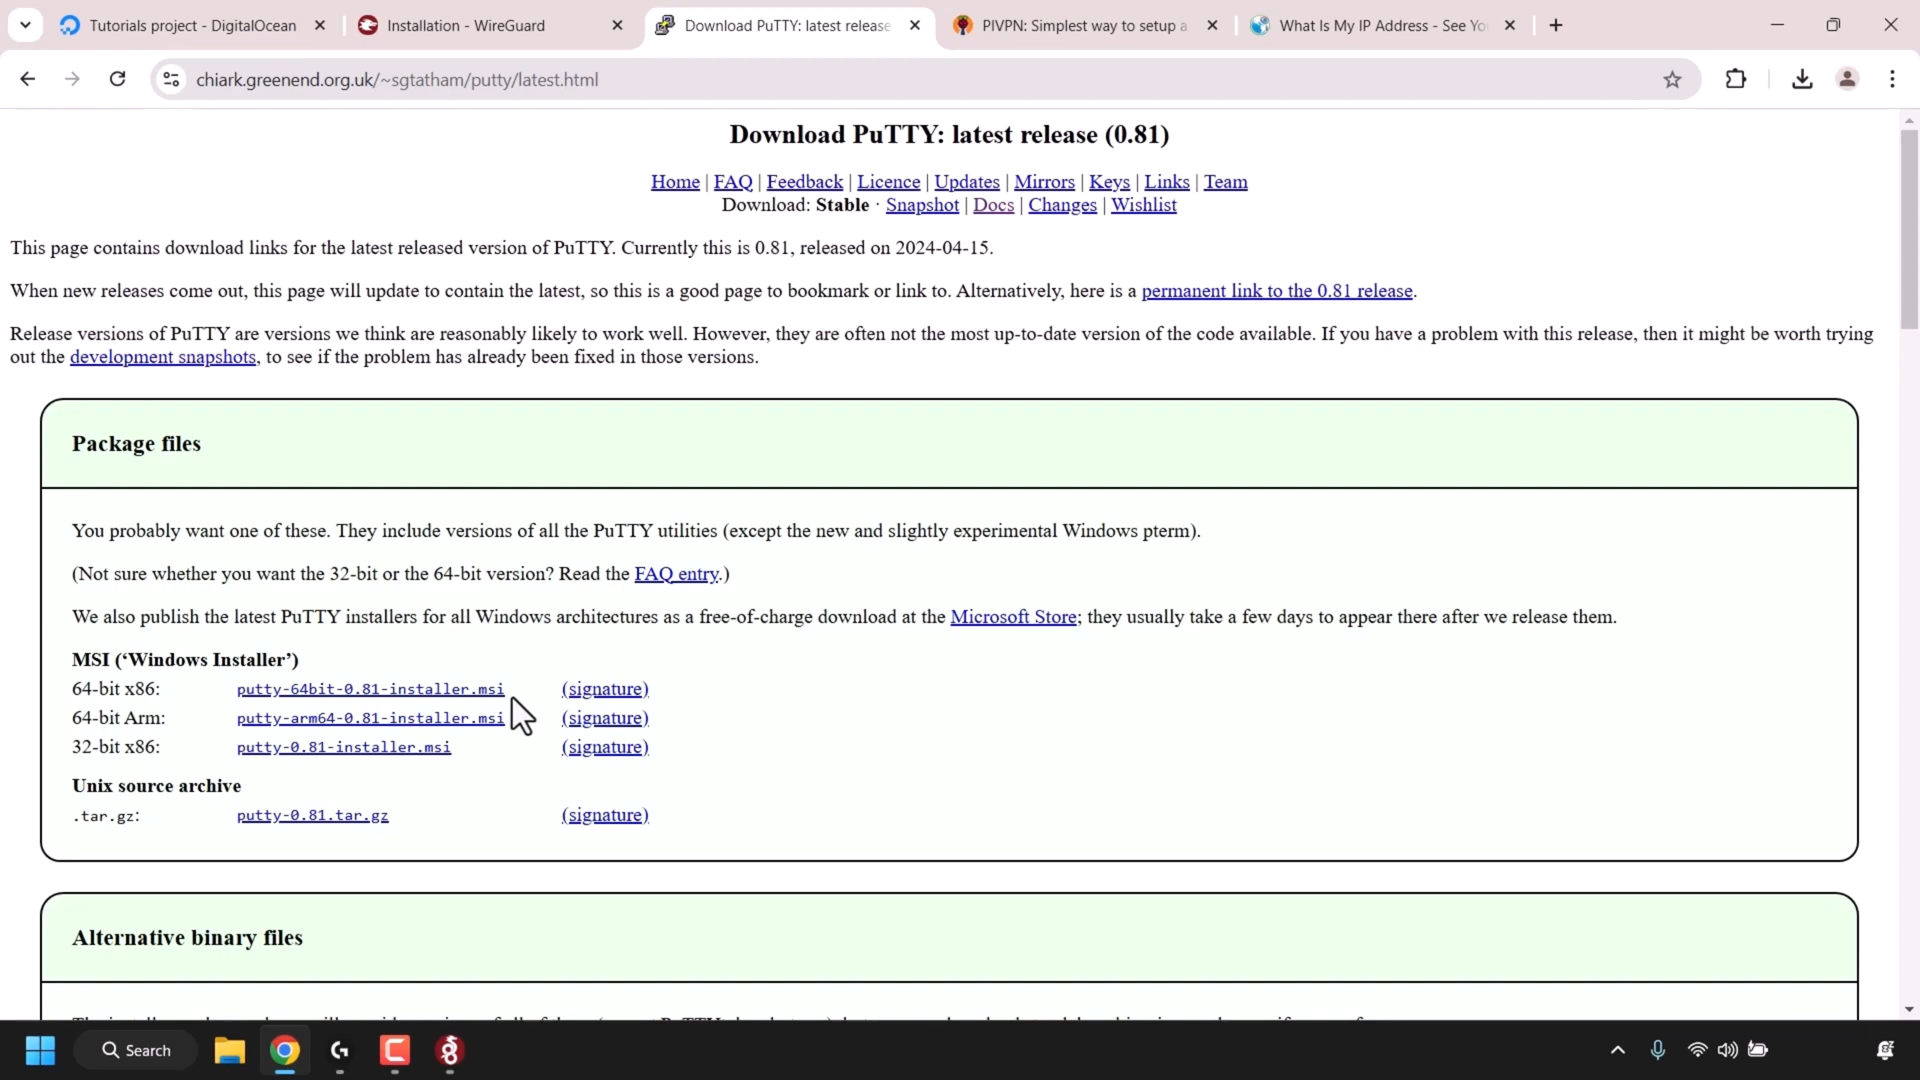 Tutorials project - DigitalOcean
Installation - WireGuard
Download PuTTY: latest release
PIVPN: Simplest way to setup a
What Is My IP Address - See Yo
chiark.greenend.org.uk/~sgtatham/putty/latest.html
Download PuTTY: latest release (0.81)
Home | FAQ | Feedback | Licence | Updates | Mirrors | Keys | Links | Team
Download: Stable · Snapshot | Docs | Changes | Wishlist
This page contains download links for the latest released version of PuTTY. Currently this is 0.81, released on 2024-04-15.
When new releases come out, this page will update to contain the latest, so this is a good page to bookmark or link to. Alternatively, here is a permanent link to the 0.81 release.
Release versions of PuTTY are versions we think are reasonably likely to work well. However, they are often not the most up-to-date version of the code available. If you have a problem with this release, then it might be worth trying
out the development snapshots, to see if the problem has already been fixed in those versions.
Package files
You probably want one of these. They include versions of all the PuTTY utilities (except the new and slightly experimental Windows pterm).
(Not sure whether you want the 32-bit or the 64-bit version? Read the FAQ entry.)
We also publish the latest PuTTY installers for all Windows architectures as a free-of-charge download at the Microsoft Store; they usually take a few days to appear there after we release them.
MSI (‘Windows Installer’)
64-bit x86: putty-64bit-0.81-installer.msi (signature)
64-bit Arm: putty-arm64-0.81-installer.msi (signature)
32-bit x86: putty-0.81-installer.msi (signature)
Unix source archive
.tar.gz: putty-0.81.tar.gz (signature)
Alternative binary files
Search